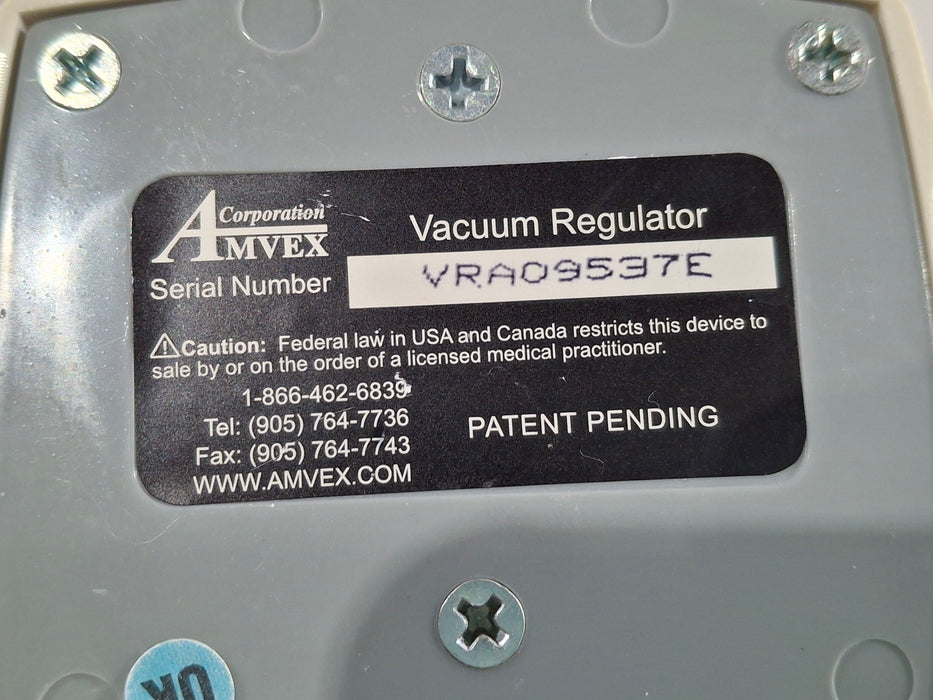 Corporation
AMVEX
Vacuum Regulator
Serial Number
VRA09537E
Caution: Federal law in USA and Canada restricts this device to
sale by or on the order of a licensed medical practitioner.
1-866-462-6839
Tel: (905) 764-7736
Fax: (905) 764-7743
WWW.AMVEX.COM
PATENT PENDING
OK